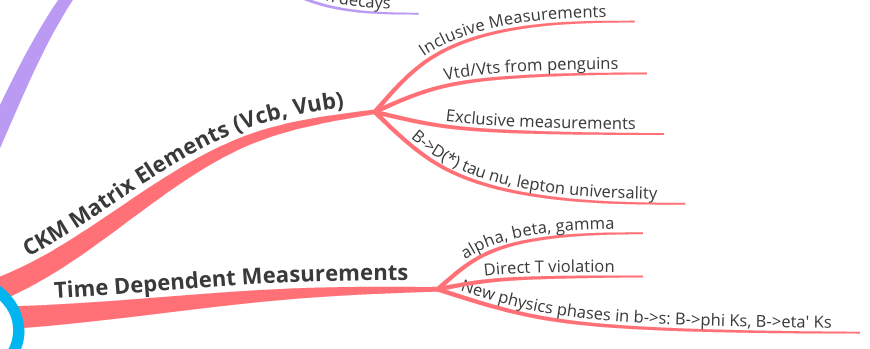 decays
Inclusive Measurements
Vtd/Vts from penguins
CKM Matrix Elements (Vcb, Vub)
Exclusive measurements
B->D(*) tau nu, lepton universality
alpha, beta, gamma
Time Dependent Measurements
Direct T violation
New physics phases in b->s: B->phi Ks, B->eta' Ks